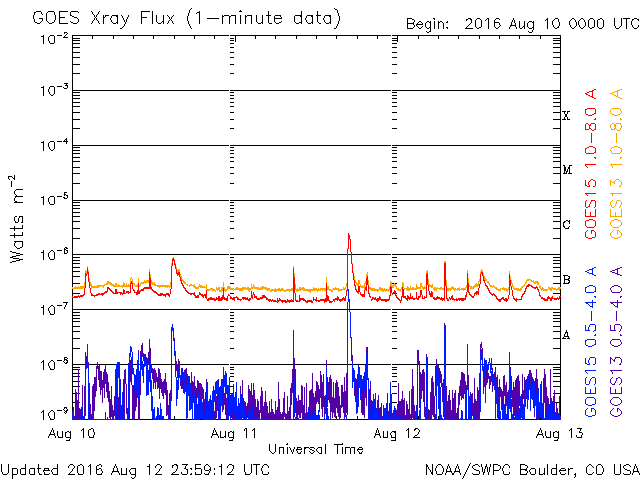 GOES Xray Flux (1-minute data)
Begin: 2016 Aug 10 0000 UTC
10-2
10-3
10-4
10-5
10-6
10-7
10-8
10-9
Watts m-2
X
M
C
B
A
GOES15 1.0-8.0 A
GOES13 1.0-8.0 A
GOES15 0.5-4.0 A
GOES13 0.5-4.0 A
Aug 10 Aug 11 Aug 12 Aug 13
Universal Time
Updated 2016 Aug 12 23:59:12 UTC NOAA/SWPC Boulder, CO USA